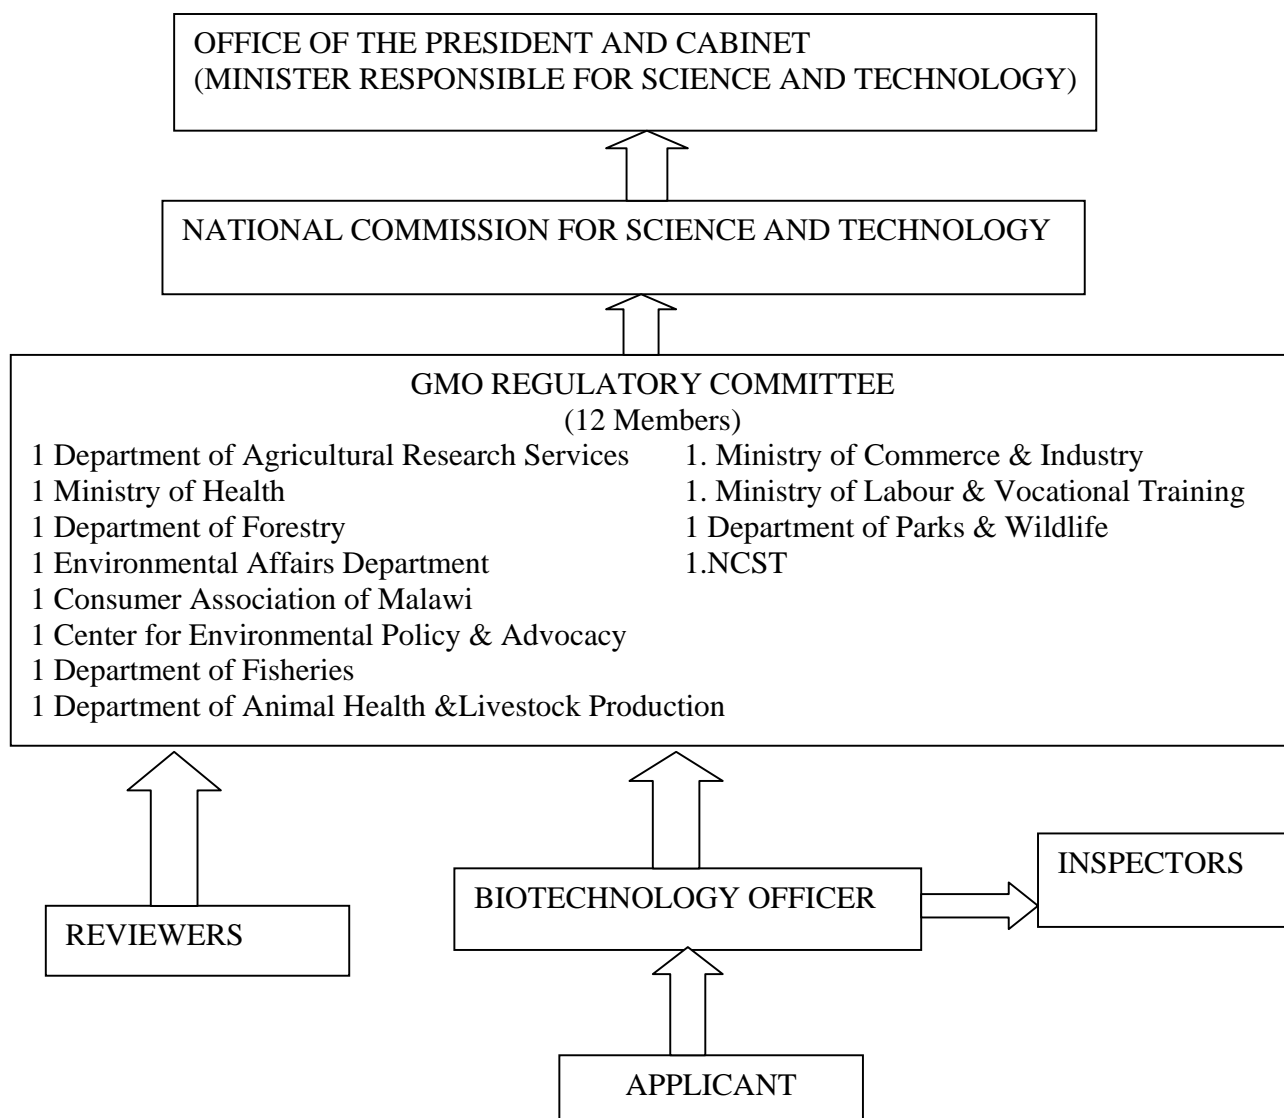 OFFICE OF THE PRESIDENT AND CABINET
(MINISTER RESPONSIBLE FOR SCIENCE AND TECHNOLOGY)
NATIONAL COMMISSION FOR SCIENCE AND TECHNOLOGY
GMO REGULATORY COMMITTEE
(12 Members)
1 Department of Agricultural Research Services
1 Ministry of Health
1 Department of Forestry
1 Environmental Affairs Department
1 Consumer Association of Malawi
1 Center for Environmental Policy & Advocacy
1 Department of Fisheries
1 Department of Animal Health &Livestock Production
1. Ministry of Commerce & Industry
1. Ministry of Labour & Vocational Training
1 Department of Parks & Wildlife
1.NCST
REVIEWERS
BIOTECHNOLOGY OFFICER
INSPECTORS
APPLICANT